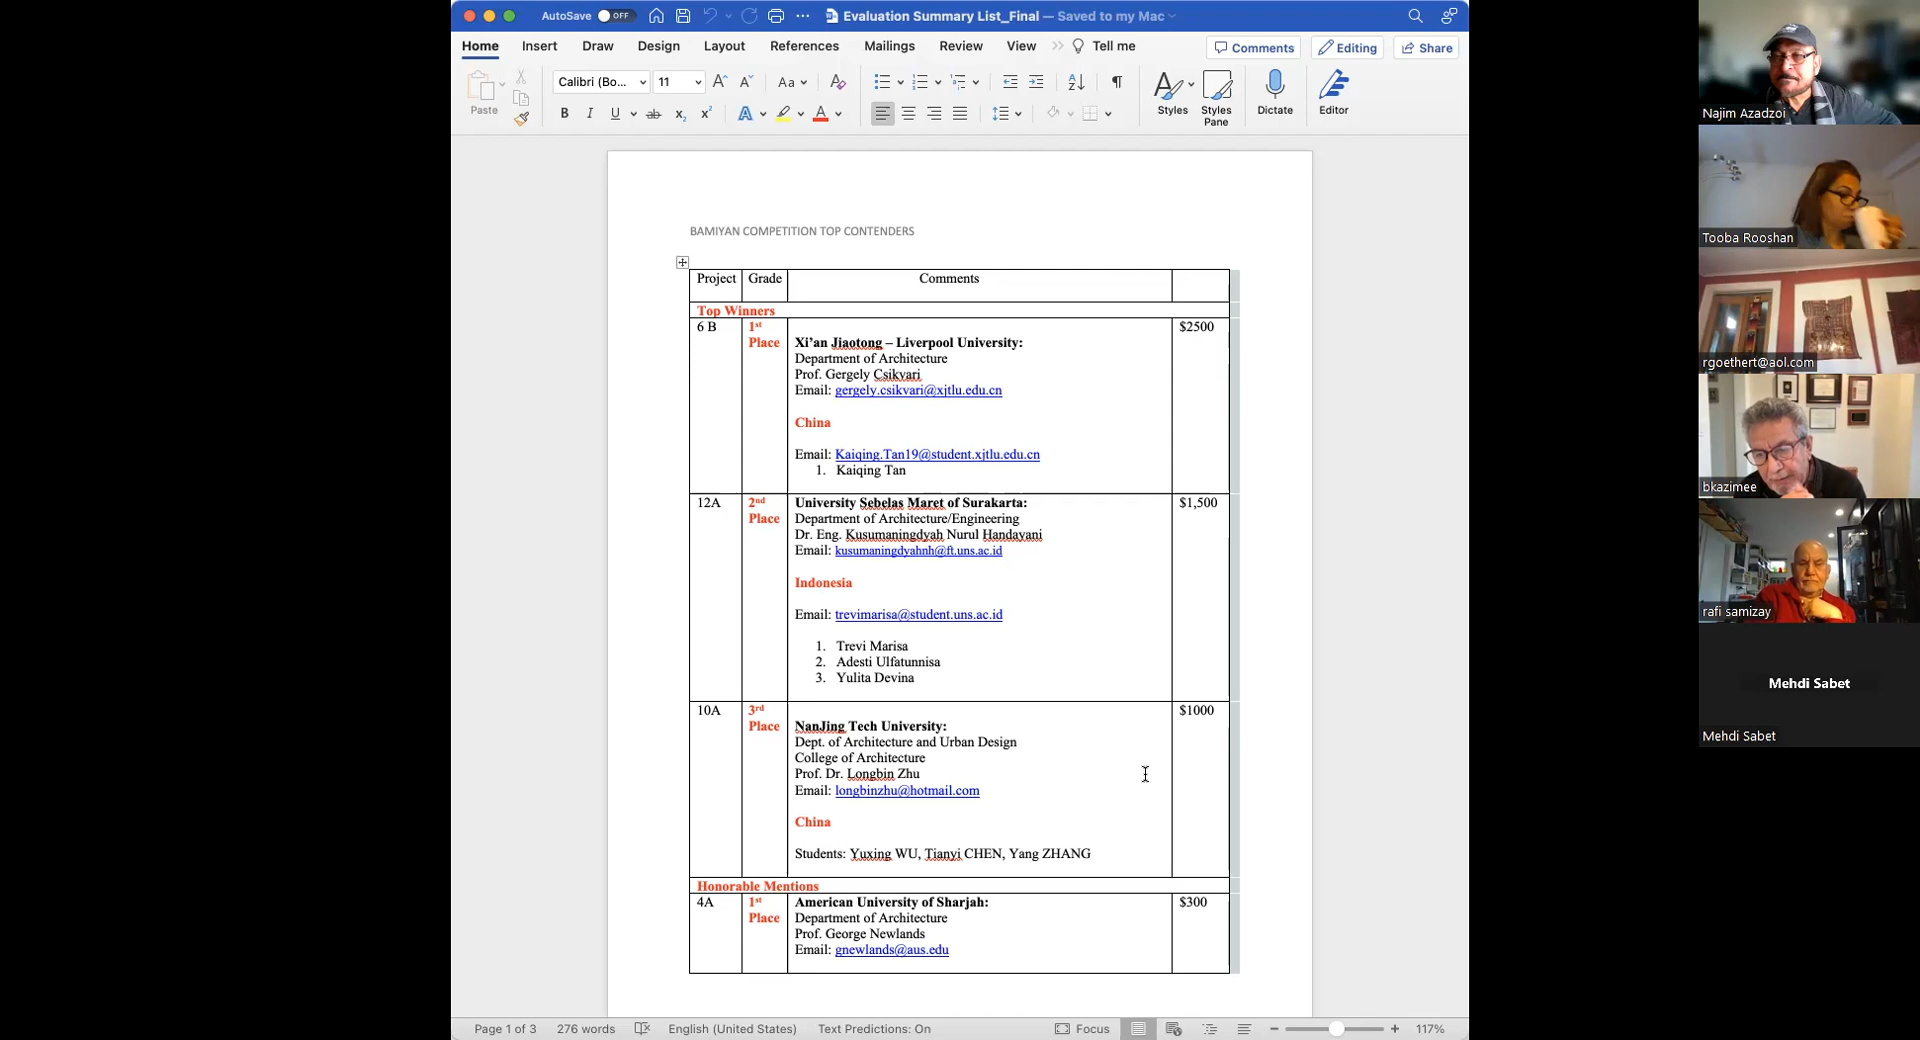 AutoSave OFF Evaluation Summary List_Final — Saved to my Mac
Home Insert Draw Design Layout References Mailings Review View Tell me Comments Editing Share
Paste Calibri (Bo... 11 Aa Styles Styles Pane Dictate Editor
BAMIYAN COMPETITION TOP CONTENDERS
Project Grade Comments
Top Winners
6 B 1st Place $2500
Xi’an Jiaotong – Liverpool University:
Department of Architecture
Prof. Gergely Csikvari
Email: gergely.csikvari@xjtlu.edu.cn
China
Email: Kaiqing.Tan19@student.xjtlu.edu.cn
1. Kaiqing Tan
12A 2nd Place University Sebelas Maret of Surakarta: $1,500
Department of Architecture/Engineering
Dr. Eng. Kusumaningdyah Nurul Handayani
Email: kusumaningdyahnh@ft.uns.ac.id
Indonesia
Email: trevimarisa@student.uns.ac.id
1. Trevi Marisa
2. Adesti Ulfatunnisa
3. Yulita Devina
10A 3rd Place $1000
NanJing Tech University:
Dept. of Architecture and Urban Design
College of Architecture
Prof. Dr. Longbin Zhu
Email: longbinzhu@hotmail.com
China
Students: Yuxing WU, Tianyi CHEN, Yang ZHANG
Honorable Mentions
4A 1st Place American University of Sharjah: $300
Department of Architecture
Prof. George Newlands
Email: gnewlands@aus.edu
Page 1 of 3 276 words English (United States) Text Predictions: On Focus 117%
Najim Azadzoi
Tooba Rooshan
rgoethert@aol.com
bkazimee
rafi samizay
Mehdi Sabet
Mehdi Sabet